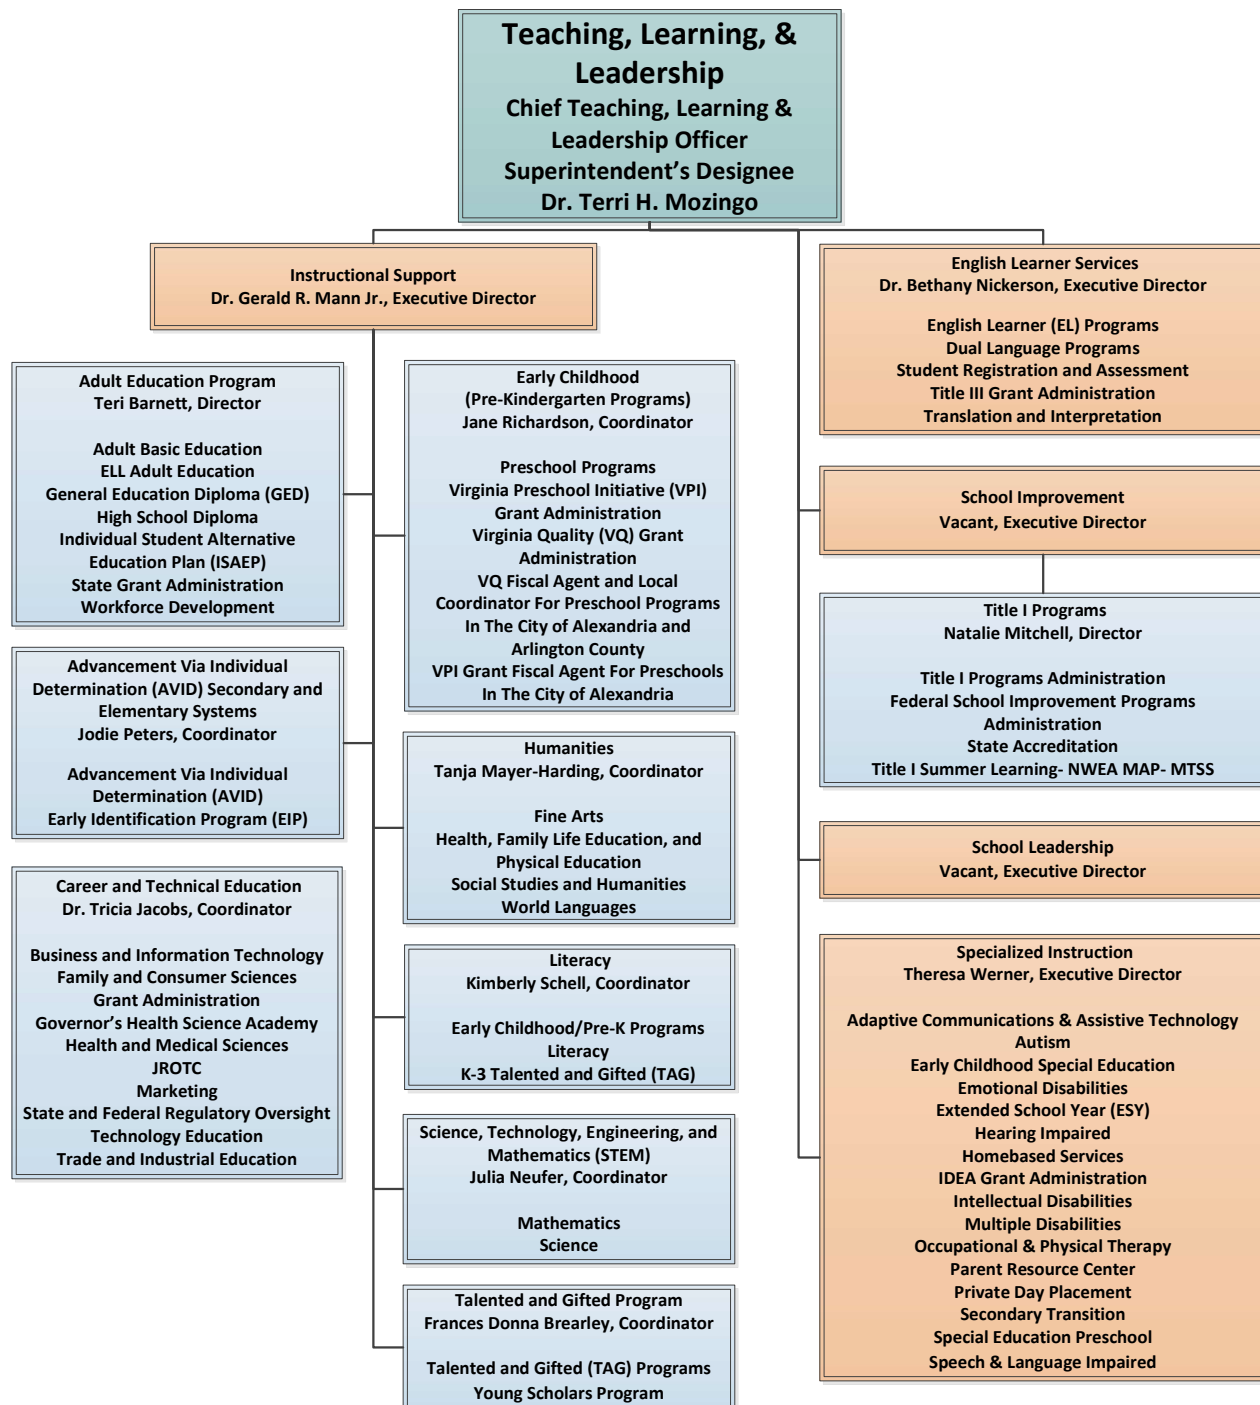 Teaching, Learning, &
Leadership
Chief Teaching, Learning &
Leadership Officer
Superintendent’s Designee
Dr. Terri H. Mozingo
Instructional Support
Dr. Gerald R. Mann Jr., Executive Director
Adult Education Program
Teri Barnett, Director
Adult Basic Education
ELL Adult Education
General Education Diploma (GED)
High School Diploma
Individual Student Alternative
Education Plan (ISAEP)
State Grant Administration
Workforce Development
Advancement Via Individual
Determination (AVID) Secondary and
Elementary Systems
Jodie Peters, Coordinator
Advancement Via Individual
Determination (AVID)
Early Identification Program (EIP)
Career and Technical Education
Dr. Tricia Jacobs, Coordinator
Business and Information Technology
Family and Consumer Sciences
Grant Administration
Governor’s Health Science Academy
Health and Medical Sciences
JROTC
Marketing
State and Federal Regulatory Oversight
Technology Education
Trade and Industrial Education
Early Childhood
(Pre-Kindergarten Programs)
Jane Richardson, Coordinator
Preschool Programs
Virginia Preschool Initiative (VPI)
Grant Administration
Virginia Quality (VQ) Grant
Administration
VQ Fiscal Agent and Local
Coordinator For Preschool Programs
In The City of Alexandria and
Arlington County
VPI Grant Fiscal Agent For Preschools
In The City of Alexandria
Humanities
Tanja Mayer-Harding, Coordinator
Fine Arts
Health, Family Life Education, and
Physical Education
Social Studies and Humanities
World Languages
Literacy
Kimberly Schell, Coordinator
Early Childhood/Pre-K Programs
Literacy
K-3 Talented and Gifted (TAG)
Science, Technology, Engineering, and
Mathematics (STEM)
Julia Neufer, Coordinator
Mathematics
Science
Talented and Gifted Program
Frances Donna Brearley, Coordinator
Talented and Gifted (TAG) Programs
Young Scholars Program
English Learner Services
Dr. Bethany Nickerson, Executive Director
English Learner (EL) Programs
Dual Language Programs
Student Registration and Assessment
Title III Grant Administration
Translation and Interpretation
School Improvement
Vacant, Executive Director
Title I Programs
Natalie Mitchell, Director
Title I Programs Administration
Federal School Improvement Programs
Administration
State Accreditation
Title I Summer Learning- NWEA MAP- MTSS
School Leadership
Vacant, Executive Director
Specialized Instruction
Theresa Werner, Executive Director
Adaptive Communications & Assistive Technology
Autism
Early Childhood Special Education
Emotional Disabilities
Extended School Year (ESY)
Hearing Impaired
Homebased Services
IDEA Grant Administration
Intellectual Disabilities
Multiple Disabilities
Occupational & Physical Therapy
Parent Resource Center
Private Day Placement
Secondary Transition
Special Education Preschool
Speech & Language Impaired